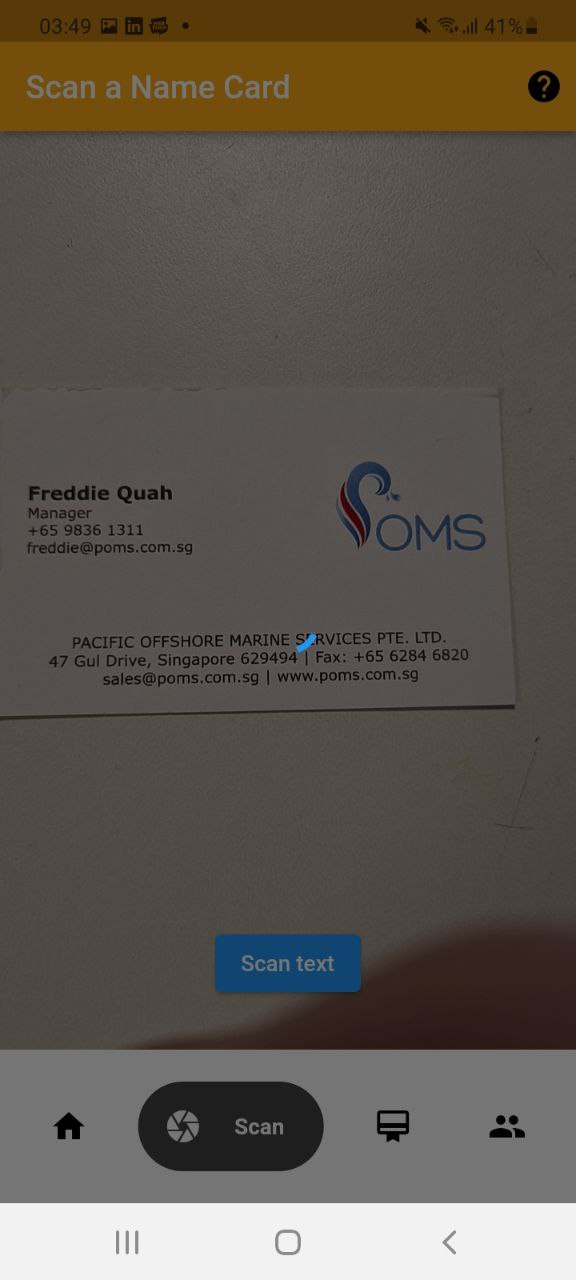 03:49
41%
Scan a Name Card
Freddie Quah
Manager
+65 9836 1311
freddie@poms.com.sg
POMS
PACIFIC OFFSHORE MARINE SERVICES PTE. LTD.
47 Gul Drive, Singapore 629494 | Fax: +65 6284 6820
sales@poms.com.sg | www.poms.com.sg
Scan text
Scan